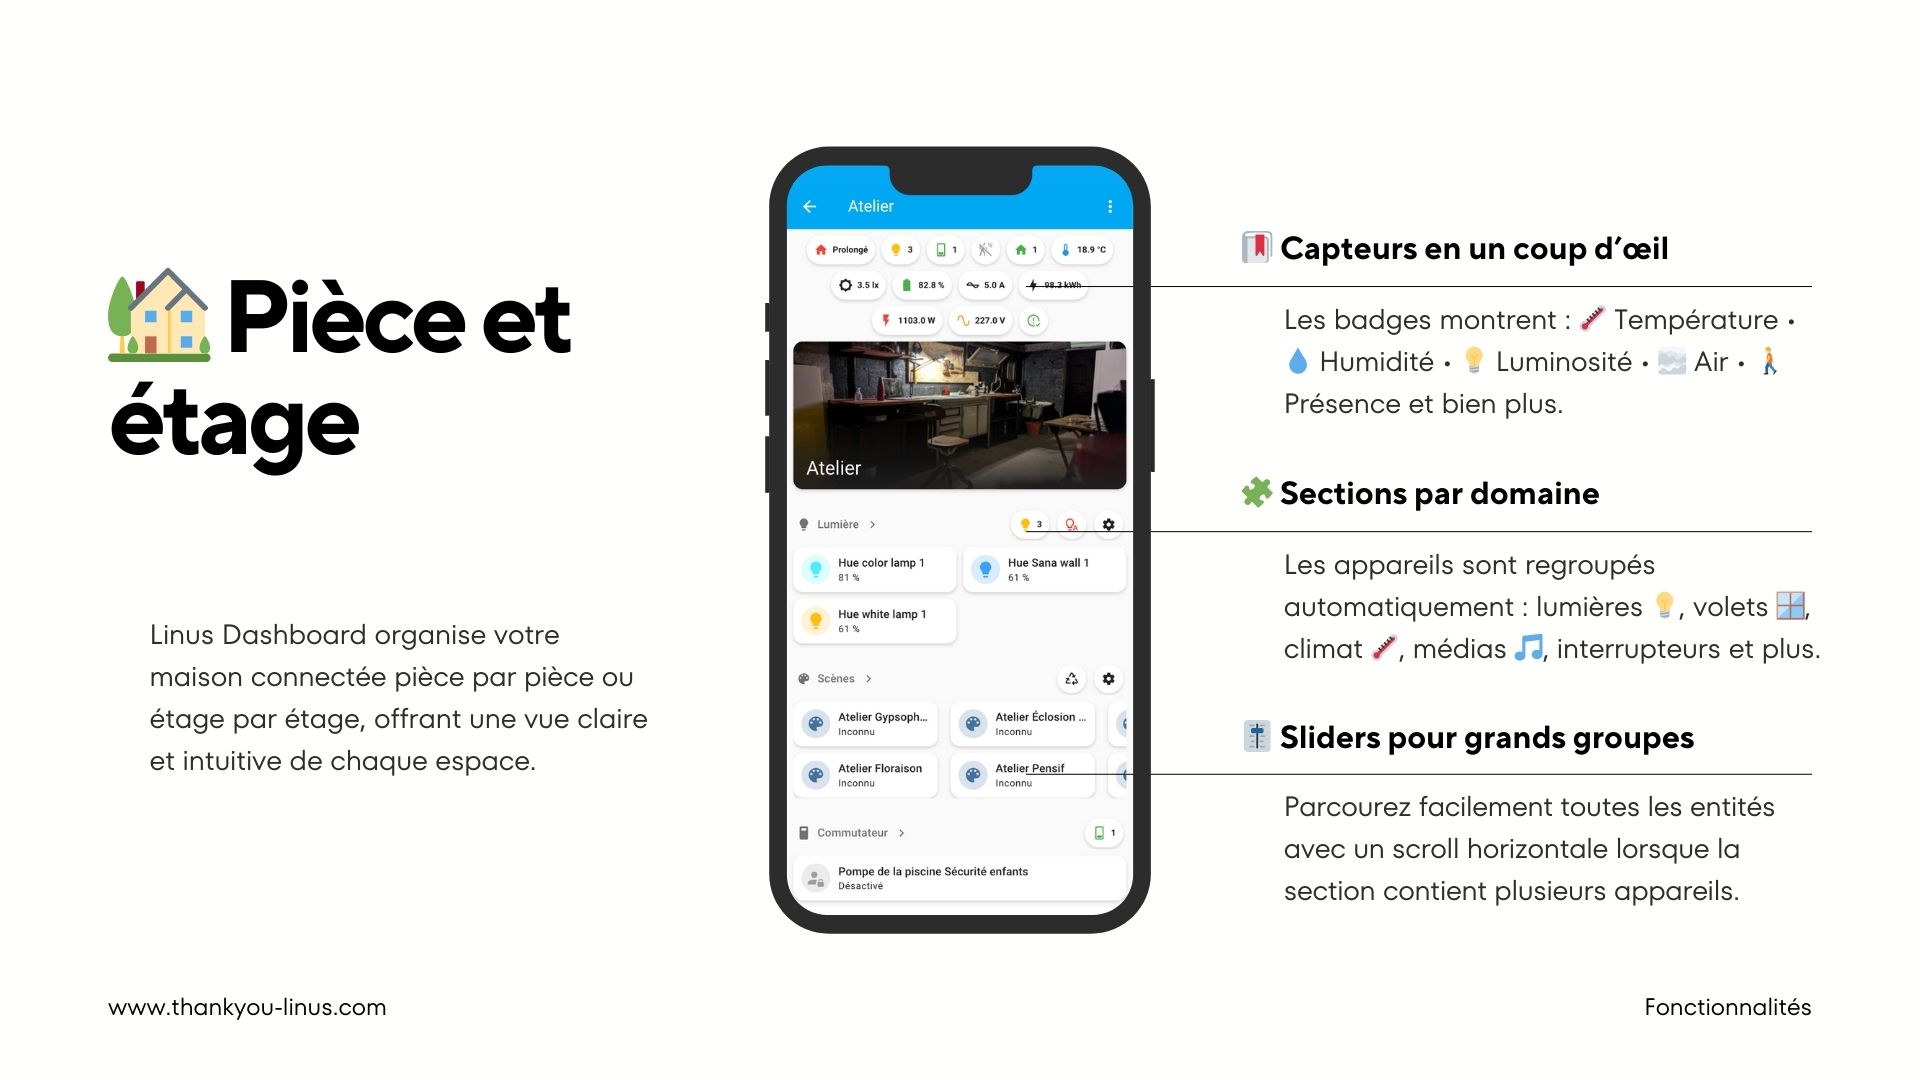 Pièce et
étage
Linus Dashboard organise votre
maison connectée pièce par pièce ou
étage par étage, offrant une vue claire
et intuitive de chaque espace.
Atelier
Prolongé
3
1
1
18.9 °C
3.5 lx
82.8 %
5.0 A
98.3 kWh
1103.0 W
227.0 V
Atelier
Lumière
3
Hue color lamp 1
81 %
Hue Sana wall 1
61 %
Hue white lamp 1
61 %
Scènes
Atelier Gypsoph...
Inconnu
Atelier Éclosion ...
Inconnu
Atelier Floraison
Inconnu
Atelier Pensif
Inconnu
Commutateur
1
Pompe de la piscine Sécurité enfants
Désactivé
Capteurs en un coup d’œil
Les badges montrent : 🌡️ Température •
💧 Humidité • 💡 Luminosité • 🌫️ Air • 🚶
Présence et bien plus.
Sections par domaine
Les appareils sont regroupés
automatiquement : lumières 💡, volets 🪟,
climat 🌡️, médias 🎵, interrupteurs et plus.
Sliders pour grands groupes
Parcourez facilement toutes les entités
avec un scroll horizontale lorsque la
section contient plusieurs appareils.
www.thankyou-linus.com
Fonctionnalités